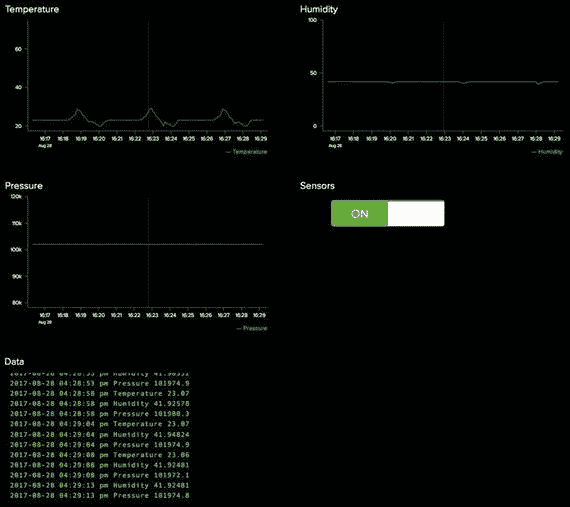 Temperature
60
40
20
16:17 16:18 16:19 16:20 16:21 16:22 16:23 16:24 16:25 16:26 16:27 16:28 16:29
Aug 28
— Temperature
Humidity
100
50
0
16:17 16:18 16:19 16:20 16:21 16:22 16:23 16:24 16:25 16:26 16:27 16:28 16:29
Aug 28
— Humidity
Pressure
120k
110k
100k
90k
80k
16:17 16:18 16:19 16:20 16:21 16:22 16:23 16:24 16:25 16:26 16:27 16:28 16:29
Aug 28
— Pressure
Sensors
ON
Data
2017-08-28 04:28:53 pm Humidity
2017-08-28 04:28:53 pm Pressure 101974.9
2017-08-28 04:28:58 pm Temperature 23.07
2017-08-28 04:28:58 pm Humidity 41.92578
2017-08-28 04:28:58 pm Pressure 101980.3
2017-08-28 04:29:04 pm Temperature 23.07
2017-08-28 04:29:04 pm Humidity 41.94824
2017-08-28 04:29:04 pm Pressure 101974.9
2017-08-28 04:29:08 pm Temperature 23.06
2017-08-28 04:29:08 pm Humidity 41.92481
2017-08-28 04:29:08 pm Pressure 101972.1
2017-08-28 04:29:13 pm Humidity 41.92481
2017-08-28 04:29:13 pm Pressure 101974.8